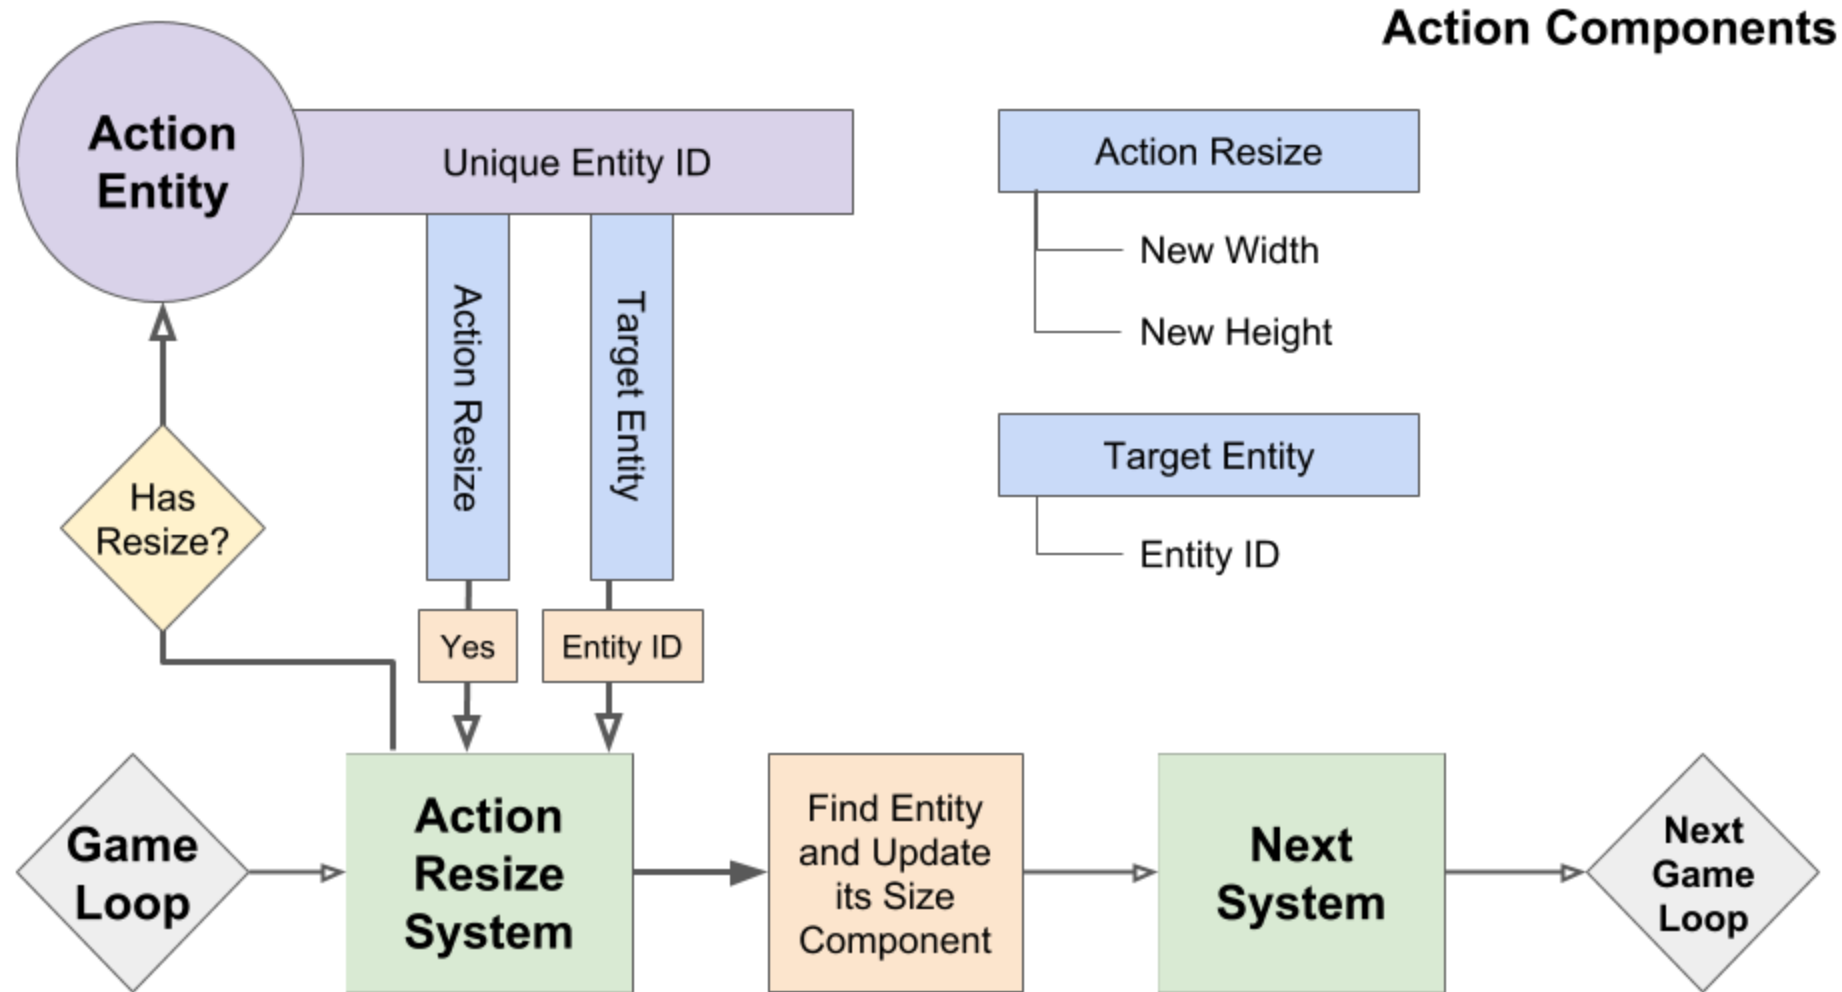 Action Components
Action
Entity
Unique Entity ID
Action Resize
Target Entity
Action Resize
New Width
New Height
Target Entity
Entity ID
Has
Resize?
Yes
Entity ID
Game
Loop
Action
Resize
System
Find Entity
and Update
its Size
Component
Next
System
Next
Game
Loop